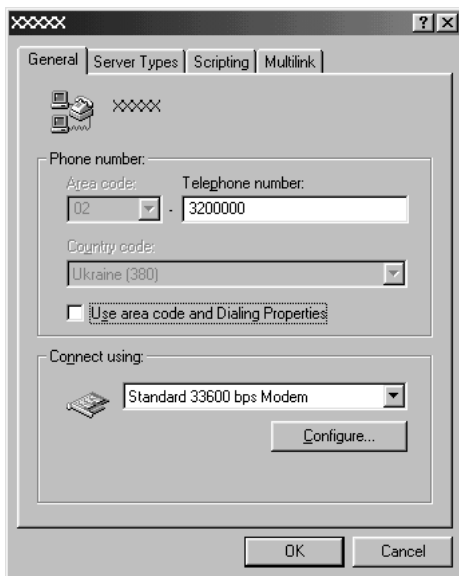 xxxxx
General Server Types Scripting Multilink
xxxxx
Phone number:
Area code: Telephone number:
02 - 3200000
Country code:
Ukraine (380)
Use area code and Dialing Properties
Connect using:
Standard 33600 bps Modem
Configure...
OK Cancel